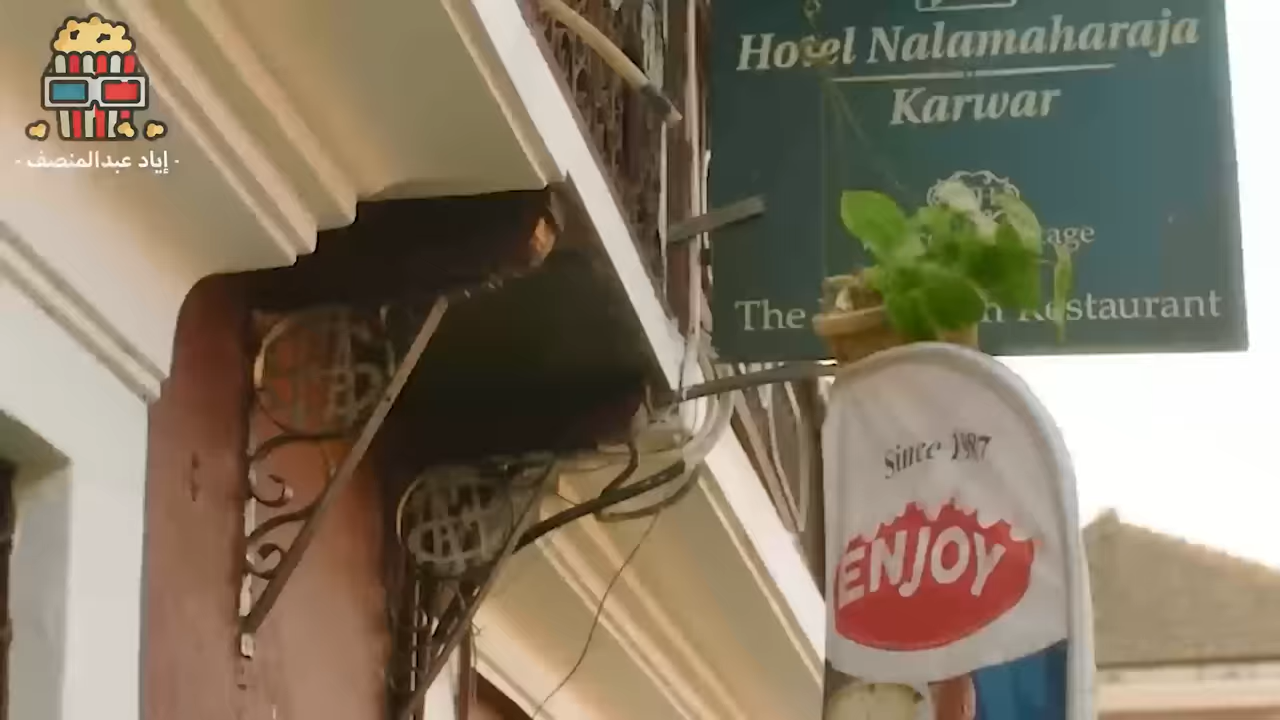 - إياد عبدالمنصف -
Hotel Nalamaharaja
Karwar
The
Restaurant
Since 1987
ENJOY